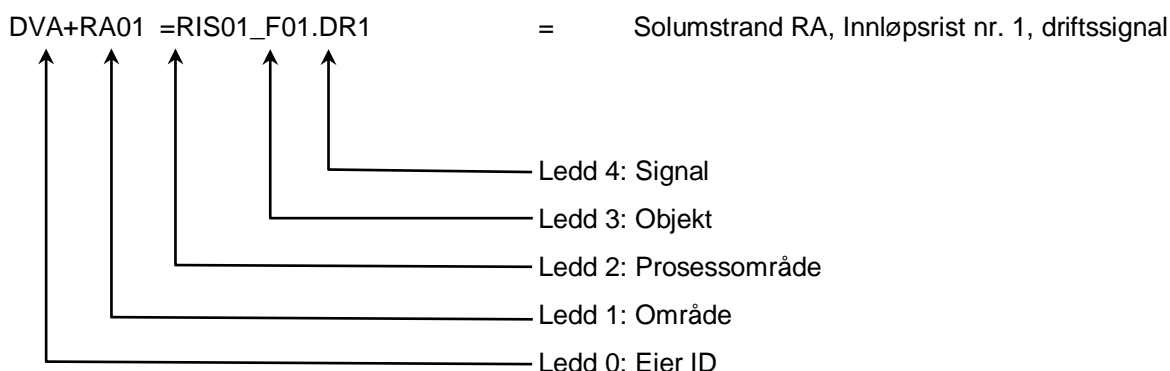 DVA+RA01 =RIS01_F01.DR1 = Solumstrand RA, Innløpsrist nr. 1, driftssignal
Ledd 4: Signal
Ledd 3: Objekt
Ledd 2: Prosessområde
Ledd 1: Område
Ledd 0: Eier ID